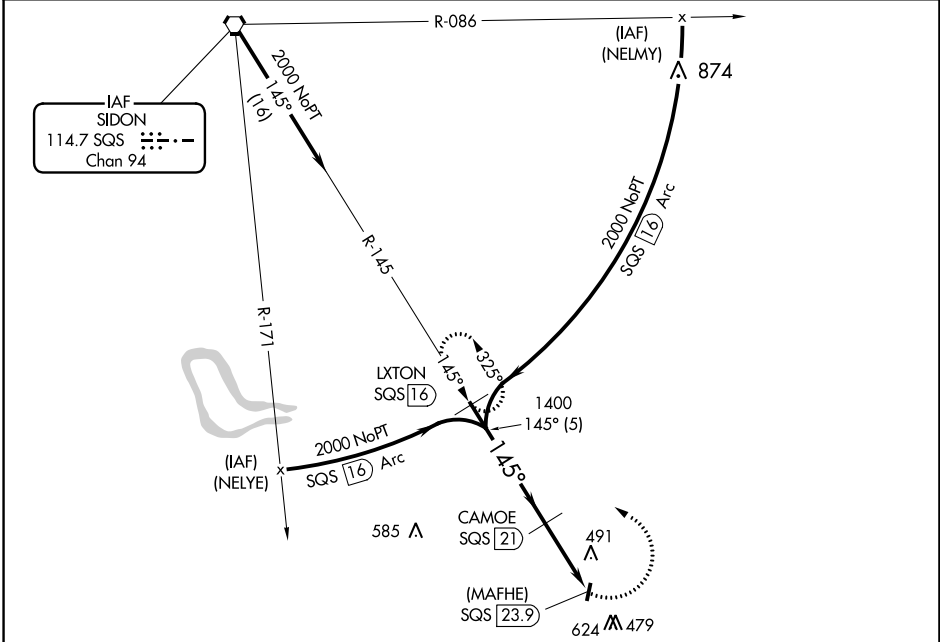 R-086
(IAF)
(NELMY)
874
2000 NoPT
145°
(16)
IAF
SIDON
114.7 SQS
Chan 94
2000 NoPT
SQS 16 Arc
R-145
R-171
LXTON
SQS 16
145°
325°
1400
145° (5)
2000 NoPT
SQS 16 Arc
(IAF)
(NELYE)
145°
585
CAMOE
SQS 21
491
(MAFHE)
SQS 23.9
624
479